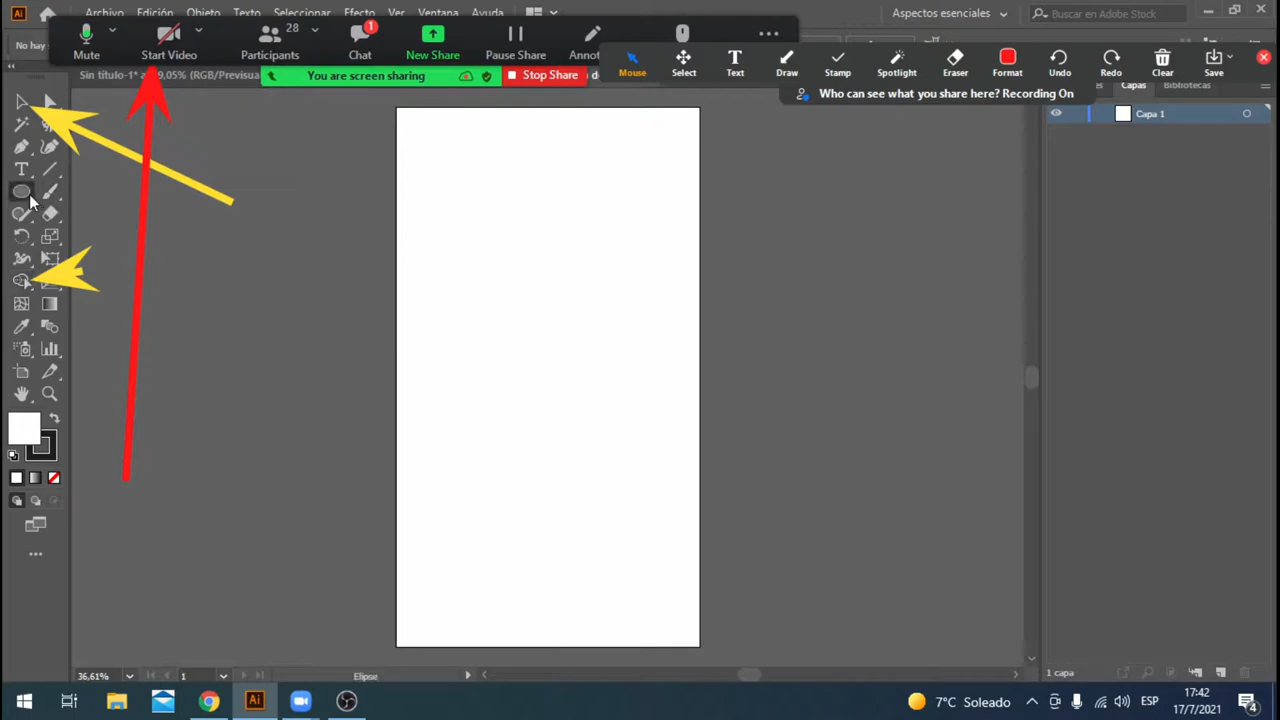 Ai Archivo Edición Objeto Texto Seleccionar Efecto Ver Ventana Ayuda Aspectos esenciales Buscar en Adobe Stock
28
1
Mute Start Video Participants Chat New Share Pause Share
No hay
Mouse Select Text Draw Stamp Spotlight Eraser Format Undo Redo Clear Save
Sin título-1*
(RGB/Previsua
You are screen sharing Stop Share
Who can see what you share here? Recording On
Capas Bibliotecas
Capa 1
T
36,61% 1 Elipse 1 capa
Ai 7°C Soleado ESP 17:42
17/7/2021 4